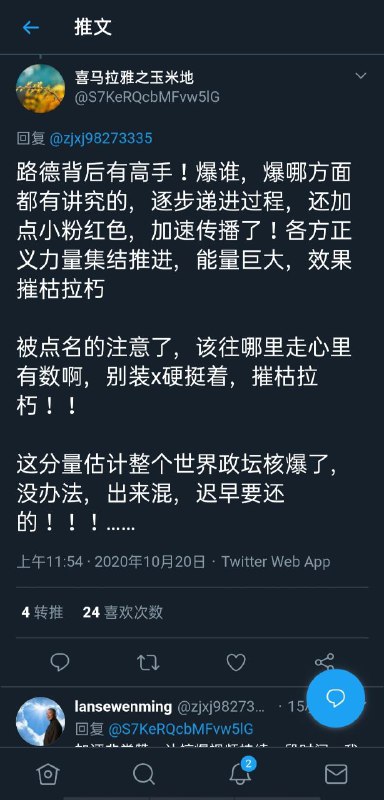 推文
喜马拉雅之玉米地
@S7KeRQcbMFvw5lG
回复 @zjxj98273335
路德背后有高手！爆谁，爆哪方面
都有讲究的，逐步递进过程，还加
点小粉红色，加速传播了！各方正
义力量集结推进，能量巨大，效果
摧枯拉朽
被点名的注意了，该往哪里走心里
有数啊，别装x硬挺着，摧枯拉
朽！！
这分量估计整个世界政坛核爆了，
没办法，出来混，迟早要还
的！！！……
上午11:54 · 2020年10月20日 · Twitter Web App
4 转推 24 喜欢次数
lansewenming @zjxj98273... · 15
回复 @S7KeRQcbMFvw5lG
2